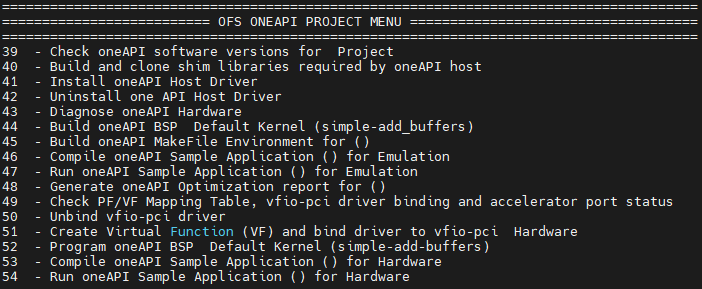 =========================================================================================
=========================== OFS ONEAPI PROJECT MENU =====================================
=========================================================================================
39  - Check oneAPI software versions for  Project
40  - Build and clone shim libraries required by oneAPI host
41  - Install oneAPI Host Driver
42  - Uninstall one API Host Driver
43  - Diagnose oneAPI Hardware
44  - Build oneAPI BSP  Default Kernel (simple-add_buffers)
45  - Build oneAPI MakeFile Environment for ()
46  - Compile oneAPI Sample Application () for Emulation
47  - Run oneAPI Sample Application () for Emulation
48  - Generate oneAPI Optimization report for ()
49  - Check PF/VF Mapping Table, vfio-pci driver binding and accelerator port status
50  - Unbind vfio-pci driver
51  - Create Virtual Function (VF) and bind driver to vfio-pci  Hardware
52  - Program oneAPI BSP  Default Kernel (simple-add-buffers)
53  - Compile oneAPI Sample Application () for Hardware
54  - Run oneAPI Sample Application () for Hardware